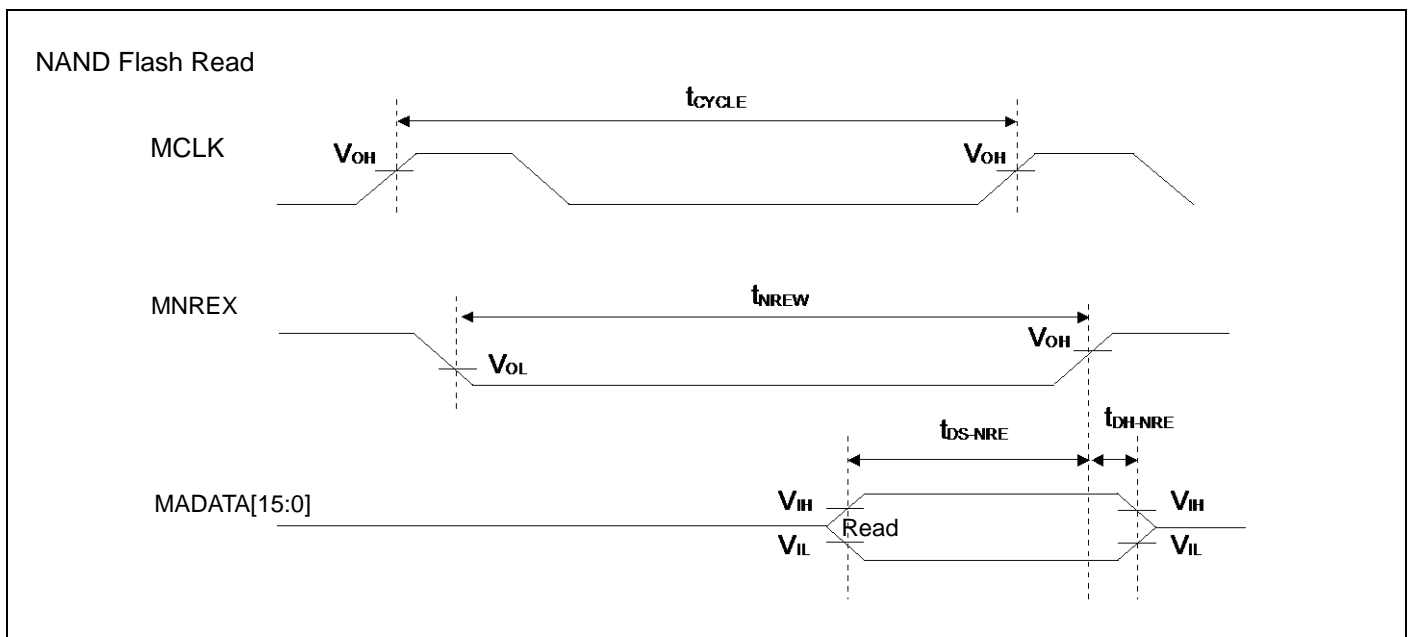 NAND Flash Read
tCYCLE
MCLK
VOH
VOH
tNREW
MNREX
VOH
VOL
tDS-NRE
tDH-NRE
MADATA[15:0]
VIH
VIH
Read
VIL
VIL